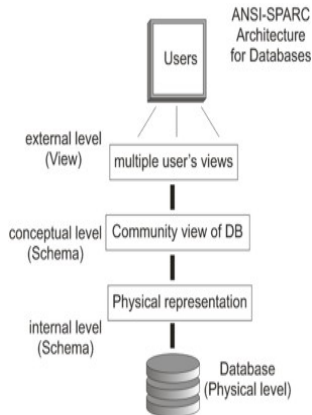 ANSI-SPARC
Architecture
for Databases
Users
external level
(View)
multiple user's views
conceptual level
(Schema)
Community view of DB
Physical representation
internal level
(Schema)
Database
(Physical level)